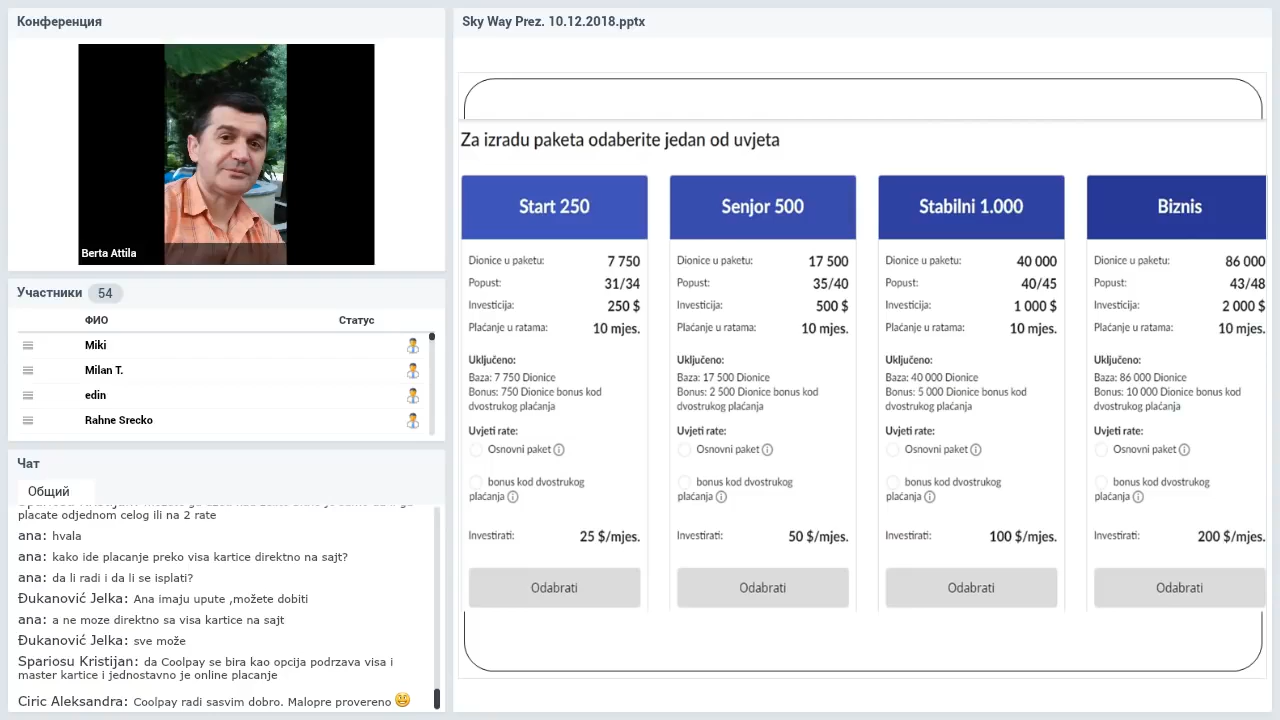 Конференция
Berta Attila
Участники 54
ФИО Статус
Miki
Milan T.
edin
Rahne Srecko
Чат
Общий
placate odjednom celog ili na 2 rate
ana: hvala
ana: kako ide placanje preko visa kartice direktno na sajt?
ana: da li radi i da li se isplati?
Đukanović Jelka: Ana imaju upute ,možete dobiti
ana: a ne moze direktno sa visa kartice na sajt
Đukanović Jelka: sve može
Spariosu Kristijan: da Coolpay se bira kao opcija podrzava visa i
master kartice i jednostavno je online placanje
Ciric Aleksandra: Coolpay radi sasvim dobro. Malopre provereno
Sky Way Prez. 10.12.2018.pptx
Za izradu paketa odaberite jedan od uvjeta
Start 250
Dionice u paketu: 7 750
Popust: 31/34
Investicija: 250 $
Plaćanje u ratama: 10 mjes.
Uključeno:
Baza: 7 750 Dionice
Bonus: 750 Dionice bonus kod
dvostrukog plaćanja
Uvjeti rate:
Osnovni paket
bonus kod dvostrukog
plaćanja
Investirati: 25 $/mjes.
Odabrati
Senjor 500
Dionice u paketu: 17 500
Popust: 35/40
Investicija: 500 $
Plaćanje u ratama: 10 mjes.
Uključeno:
Baza: 17 500 Dionice
Bonus: 2 500 Dionice bonus kod
dvostrukog plaćanja
Uvjeti rate:
Osnovni paket
bonus kod dvostrukog
plaćanja
Investirati: 50 $/mjes.
Odabrati
Stabilni 1.000
Dionice u paketu: 40 000
Popust: 40/45
Investicija: 1 000 $
Plaćanje u ratama: 10 mjes.
Uključeno:
Baza: 40 000 Dionice
Bonus: 5 000 Dionice bonus kod
dvostrukog plaćanja
Uvjeti rate:
Osnovni paket
bonus kod dvostrukog
plaćanja
Investirati: 100 $/mjes.
Odabrati
Biznis
Dionice u paketu: 86 000
Popust: 43/48
Investicija: 2 000 $
Plaćanje u ratama: 10 mjes.
Uključeno:
Baza: 86 000 Dionice
Bonus: 10 000 Dionice bonus kod
dvostrukog plaćanja
Uvjeti rate:
Osnovni paket
bonus kod dvostrukog
plaćanja
Investirati: 200 $/mjes.
Odabrati